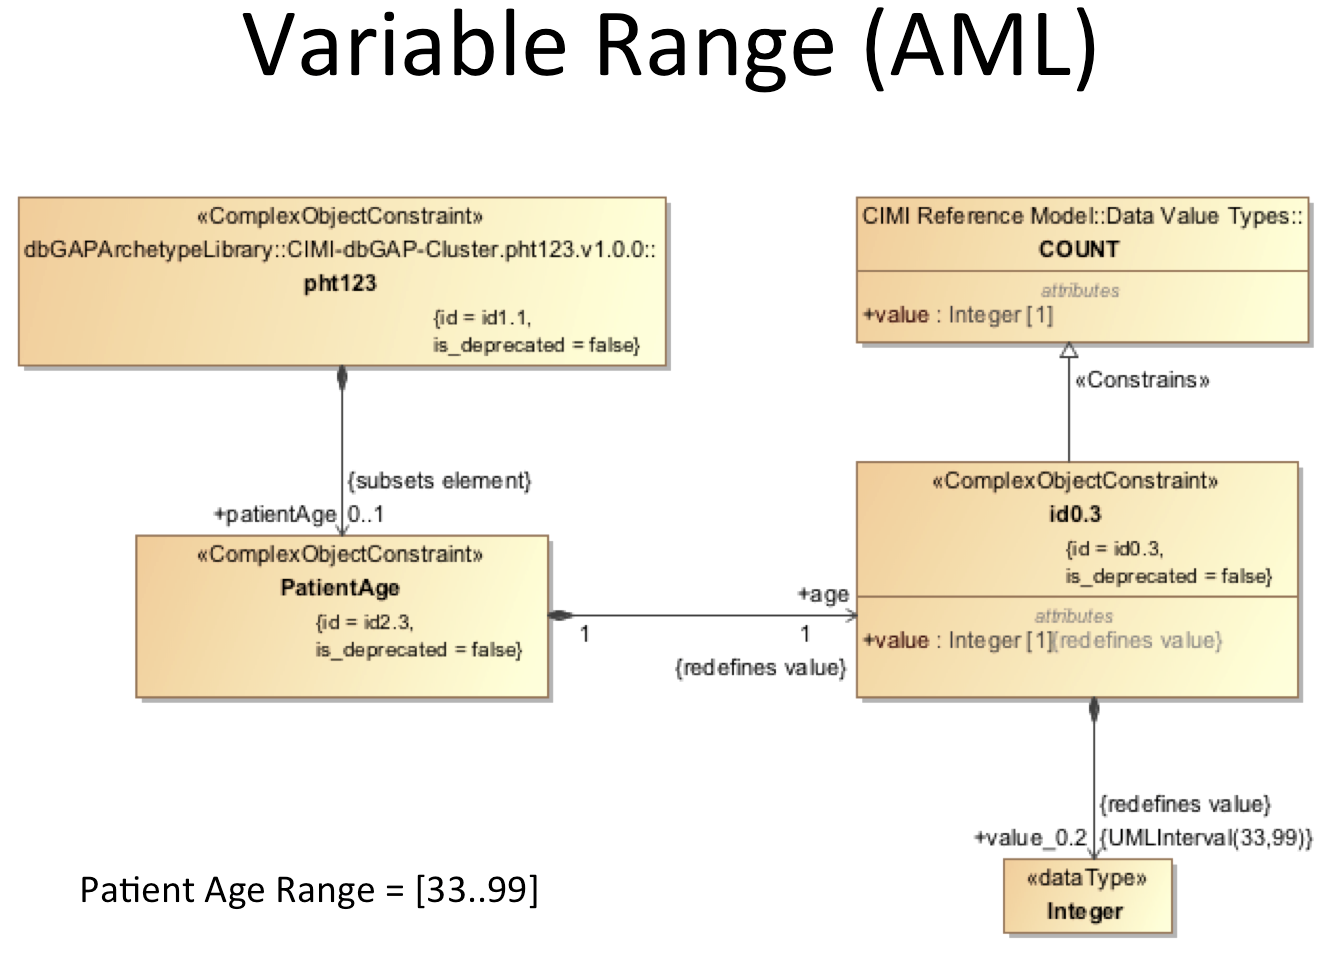 Variable Range (AML)
«ComplexObjectConstraint»
dbGAPArchetypeLibrary::CIMI-dbGAP-Cluster.pht123.v1.0.0::
pht123
{id = id1.1,
is_deprecated = false}
CIMI Reference Model::Data Value Types::
COUNT
attributes
+value : Integer [1]
«Constrains»
{subsets element}
+patientAge 0..1
«ComplexObjectConstraint»
PatientAge
{id = id2.3,
is_deprecated = false}
+age
1 1
{redefines value}
«ComplexObjectConstraint»
id0.3
{id = id0.3,
is_deprecated = false}
attributes
+value : Integer [1]{redefines value}
{redefines value}
+value_0.2 {UMLInterval(33,99)}
«dataType»
Integer
Patient Age Range = [33..99]